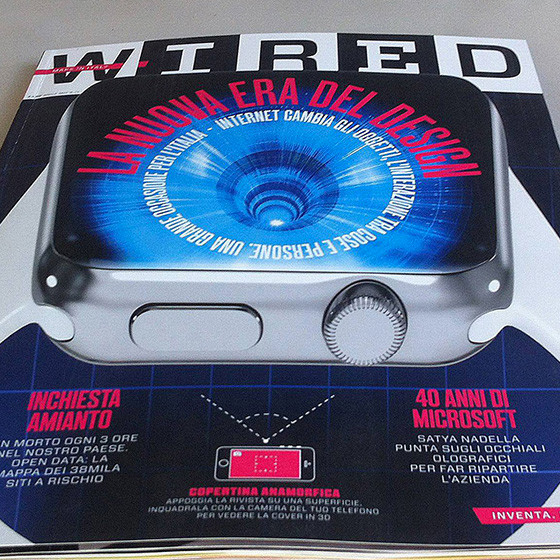 WIRED
MADE IN ITALY
LA NUOVA ERA DEL DESIGN
INTERNET CAMBIA GLI OGGETTI, L'INTERAZIONE TRA COSE E PERSONE. UNA GRANDE OCCASIONE PER L'ITALIA -
INCHIESTA
AMIANTO
UN MORTO OGNI 3 ORE
NEL NOSTRO PAESE.
OPEN DATA: LA
MAPPA DEI 38MILA
SITI A RISCHIO
COPERTINA ANAMORFICA
APPOGGIA LA RIVISTA SU UNA SUPERFICIE,
INQUADRALA CON LA CAMERA DEL TUO TELEFONO
PER VEDERE LA COVER IN 3D
40 ANNI DI
MICROSOFT
SATYA NADELLA
PUNTA SUGLI OCCHIALI
OLOGRAFICI
PER FAR RIPARTIRE
L'AZIENDA
INVENTA.